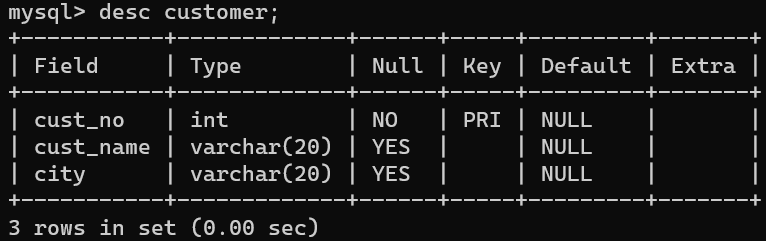 mysql> desc customer;
+-----------+-------------+------+-----+---------+-------+
| Field     | Type        | Null | Key | Default | Extra |
+-----------+-------------+------+-----+---------+-------+
| cust_no   | int         | NO   | PRI | NULL    |       |
| cust_name | varchar(20) | YES  |     | NULL    |       |
| city      | varchar(20) | YES  |     | NULL    |       |
+-----------+-------------+------+-----+---------+-------+
3 rows in set (0.00 sec)